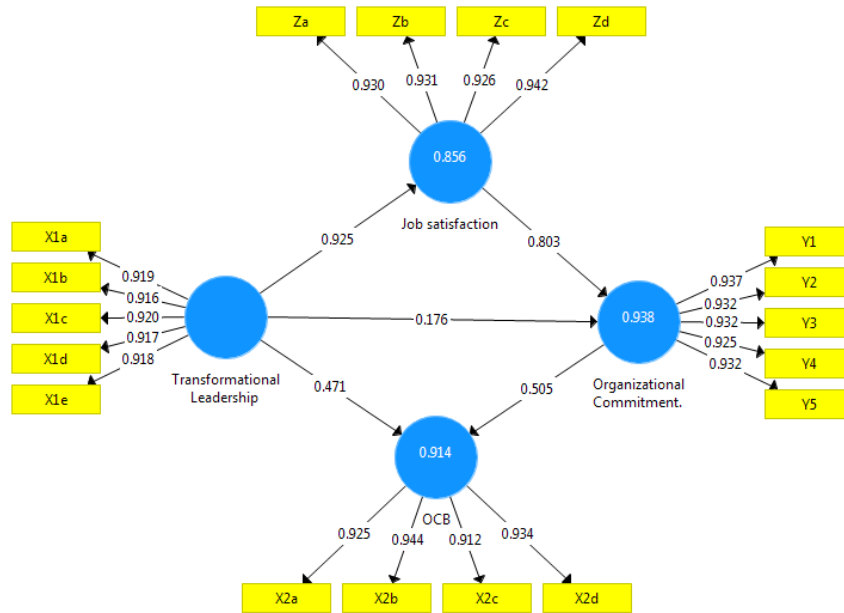 Za
Zb
Zc
Zd
0.930
0.931
0.926
0.942
0.856
Job satisfaction
0.925
0.803
X1a
X1b
X1c
X1d
X1e
0.919
0.916
0.920
0.917
0.918
Transformational
Leadership
0.176
0.938
Organizational
Commitment.
0.937
0.932
0.932
0.925
0.932
Y1
Y2
Y3
Y4
Y5
0.471
0.505
0.914
OCB
0.925
0.944
0.912
0.934
X2a
X2b
X2c
X2d